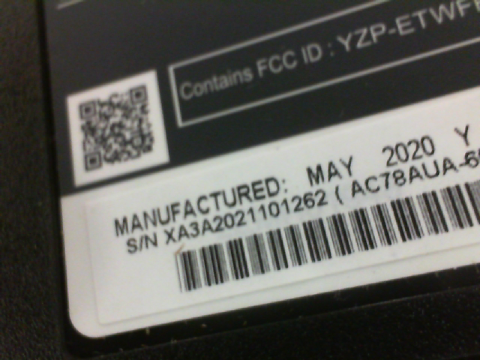 Contains FCC ID : YZP-ETWF
MANUFACTURED: MAY 2020 Y
S/N XA3A2021101262 ( AC78AUA-6